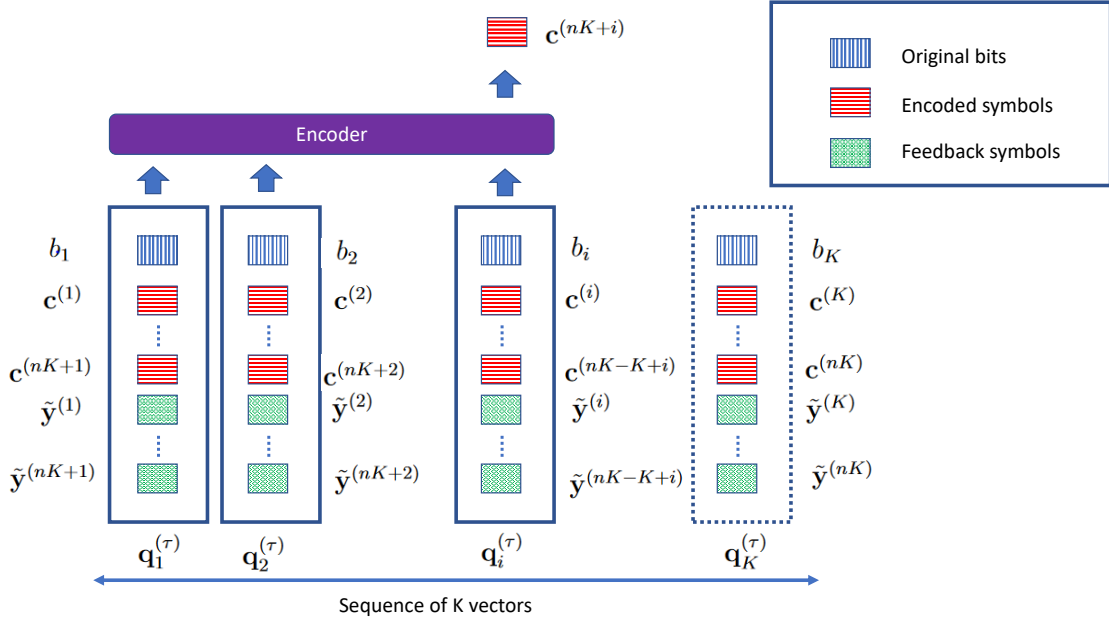 c^{(nK+i)}
Original bits
Encoded symbols
Feedback symbols
Encoder
b_1 b_2 b_i b_K
c^{(1)} c^{(2)} c^{(i)} c^{(K)}
c^{(nK+1)} c^{(nK+2)} c^{(nK-K+i)} c^{(nK)}
ỹ^{(1)} ỹ^{(2)} ỹ^{(i)} ỹ^{(K)}
ỹ^{(nK+1)} ỹ^{(nK+2)} ỹ^{(nK-K+i)} ỹ^{(nK)}
q_1^{(τ)} q_2^{(τ)} q_i^{(τ)} q_K^{(τ)}
Sequence of K vectors